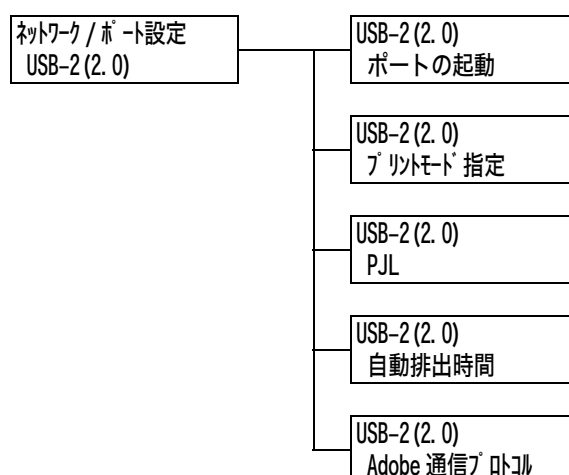 ﾈｯﾄﾜｰｸ / ﾎﾟｰﾄ設定
USB-2(2.0)
USB-2(2.0)
ポートの起動
USB-2(2.0)
ﾌﾟﾘﾝﾄﾓｰﾄﾞ指定
USB-2(2.0)
PJL
USB-2(2.0)
自動排出時間
USB-2(2.0)
Adobe 通信ﾌﾟﾛﾄｺﾙ